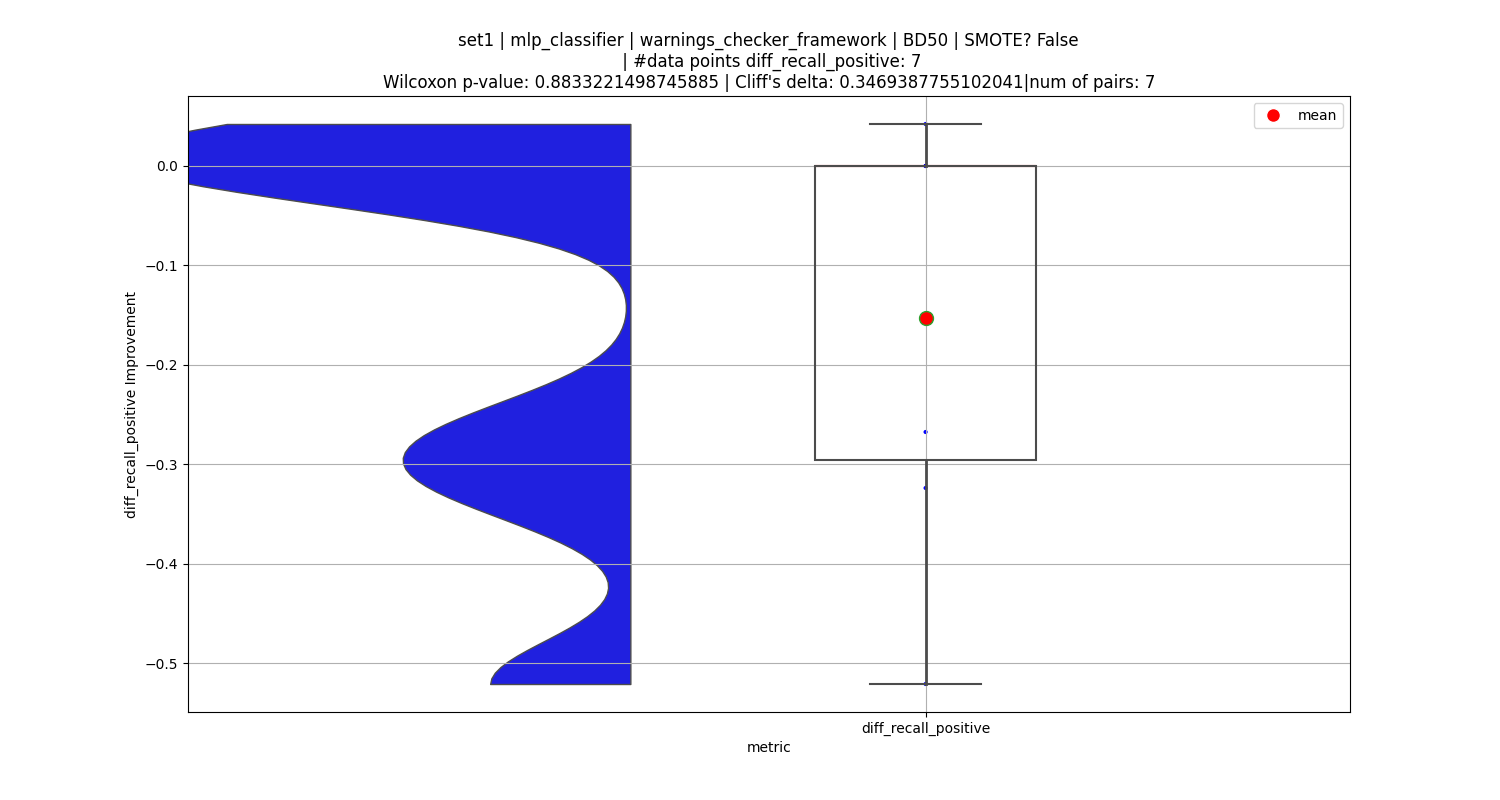 set1 | mlp_classifier | warnings_checker_framework | BD50 | SMOTE? False
| #data points diff_recall_positive: 7
Wilcoxon p-value: 0.8833221498745885 | Cliff's delta: 0.3469387755102041|num of pairs: 7
mean
0.0
−0.1
−0.2
−0.3
−0.4
−0.5
diff_recall_positive Improvement
diff_recall_positive
metric